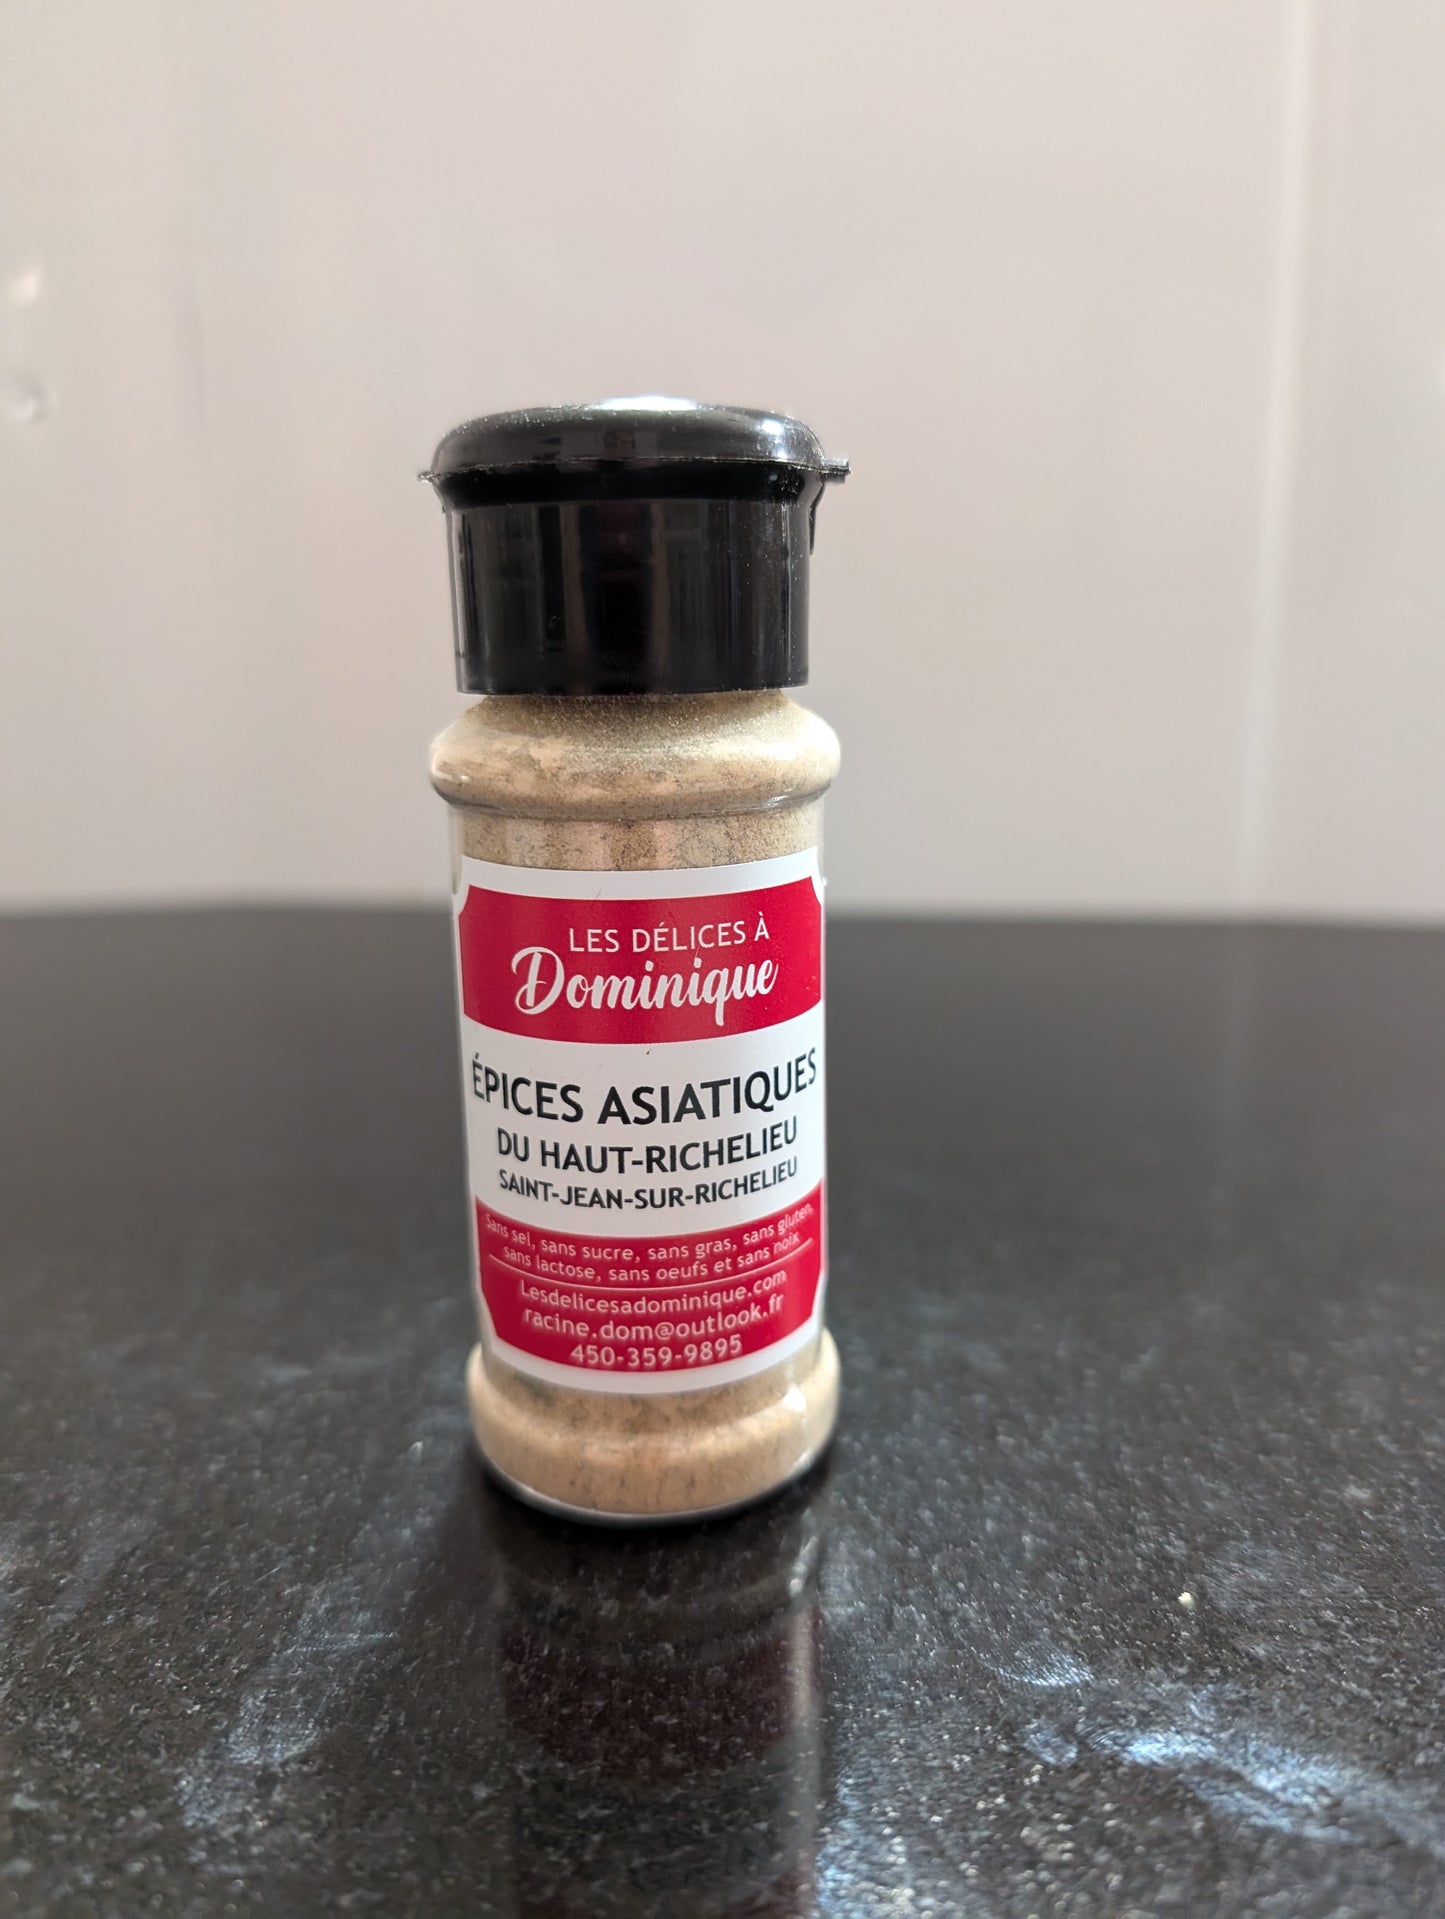 LES DÉLICES À
Dominique
ÉPICES ASIATIQUES
DU HAUT-RICHELIEU
SAINT-JEAN-SUR-RICHELIEU
Sans sel, sans sucre, sans gras, sans gluten,
sans lactose, sans oeufs et sans noix
Lesdelicesadominique.com
racine.dom@outlook.fr
450-359-9895